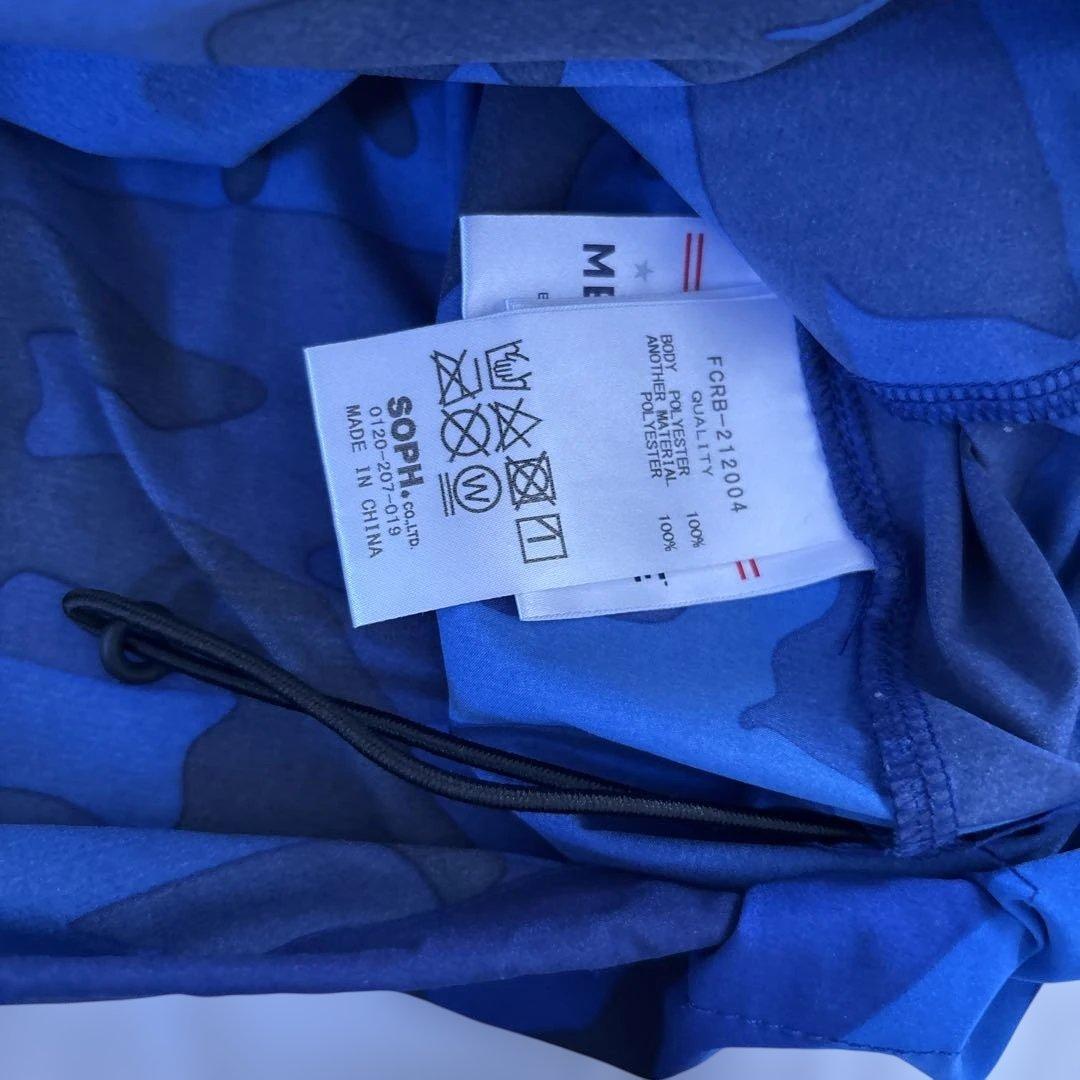 FCRB-212004
QUALITY
BODY POLYESTER 100%
ANOTHER MATERIAL
POLYESTER 100%
W
SOPH.CO.,LTD.
0120-207-019
MADE IN CHINA